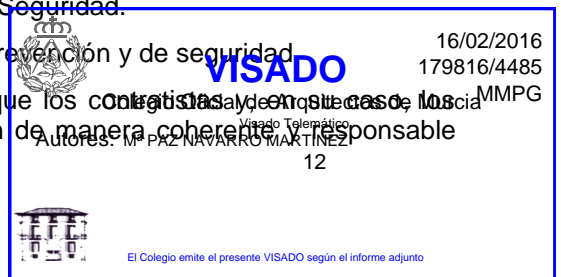 Seguridad.
revención y de seguridad
16/02/2016
VISADO
179816/4485
que los contratistas y, en su caso, los
Colegio Oficial de Arquitectos de Murcia
MMPG
Visado Telemático
n de manera coherente y responsable
Autores: Mª PAZ NAVARRO MARTINEZ
12
El Colegio emite el presente VISADO según el informe adjunto